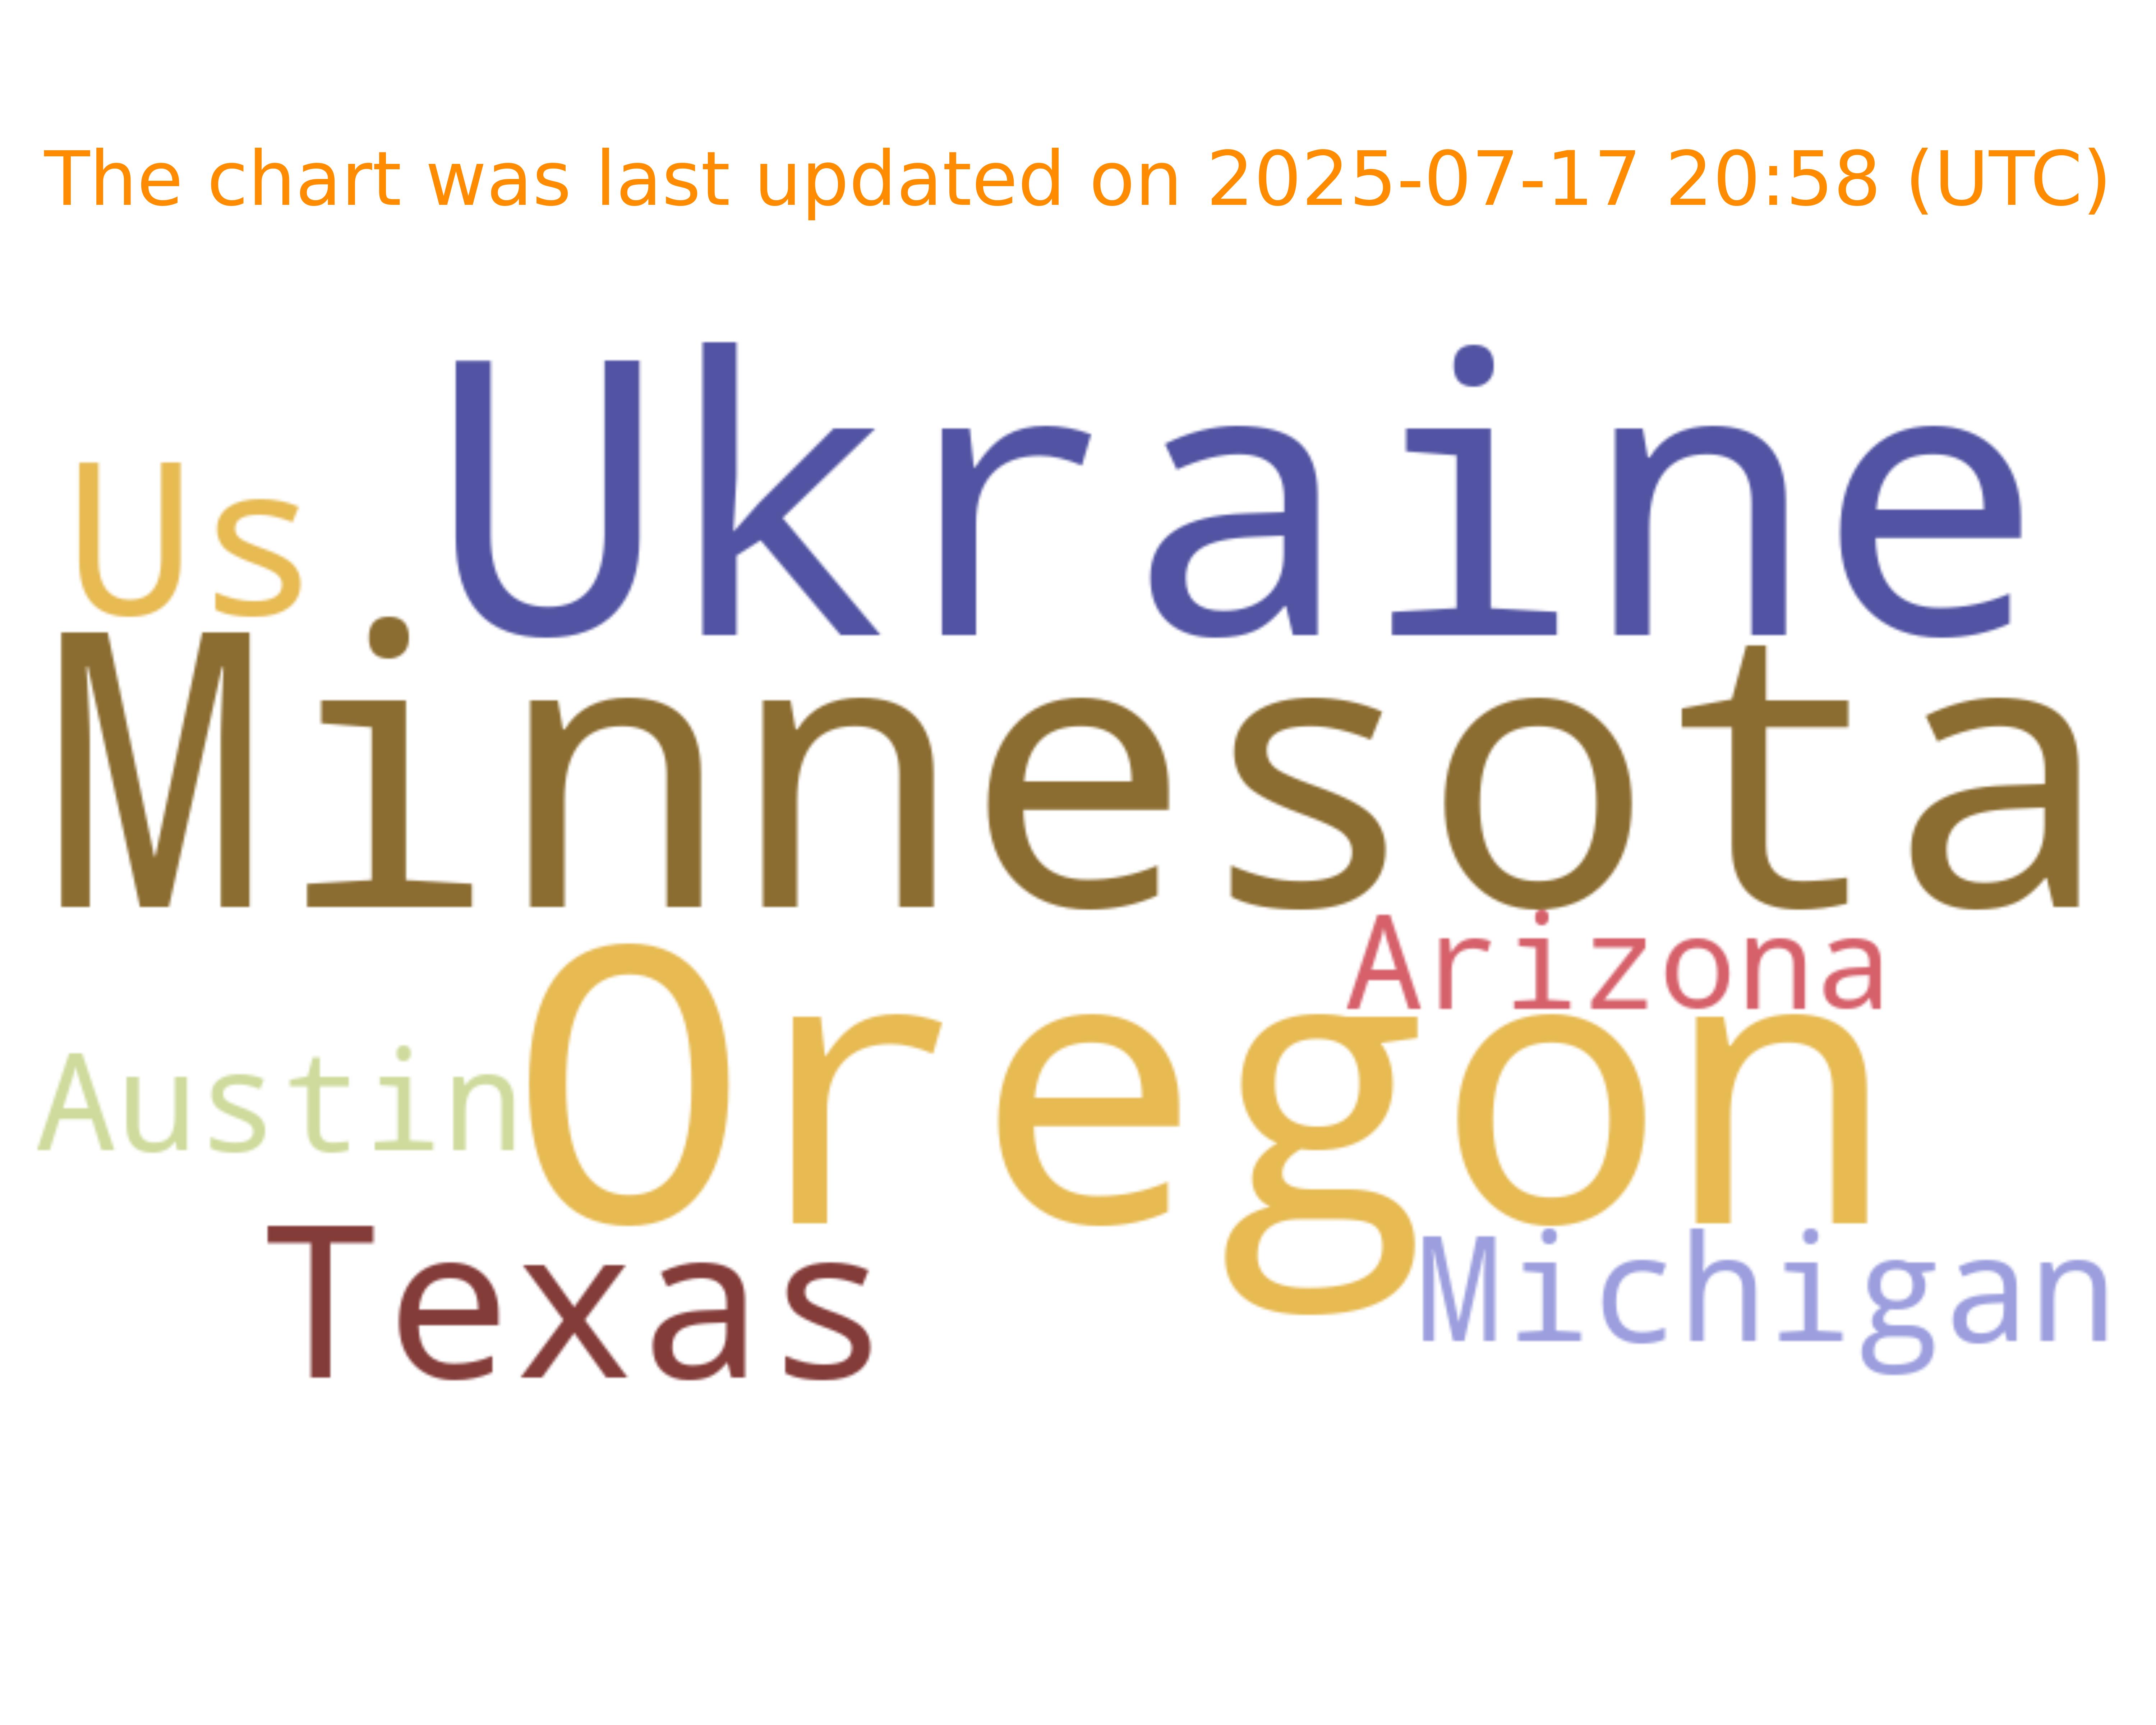 The chart was last updated on 2025-07-17 20:58 (UTC)
Us Ukraine
Minnesota
Arizona
Austin Oregon
Texas Michigan